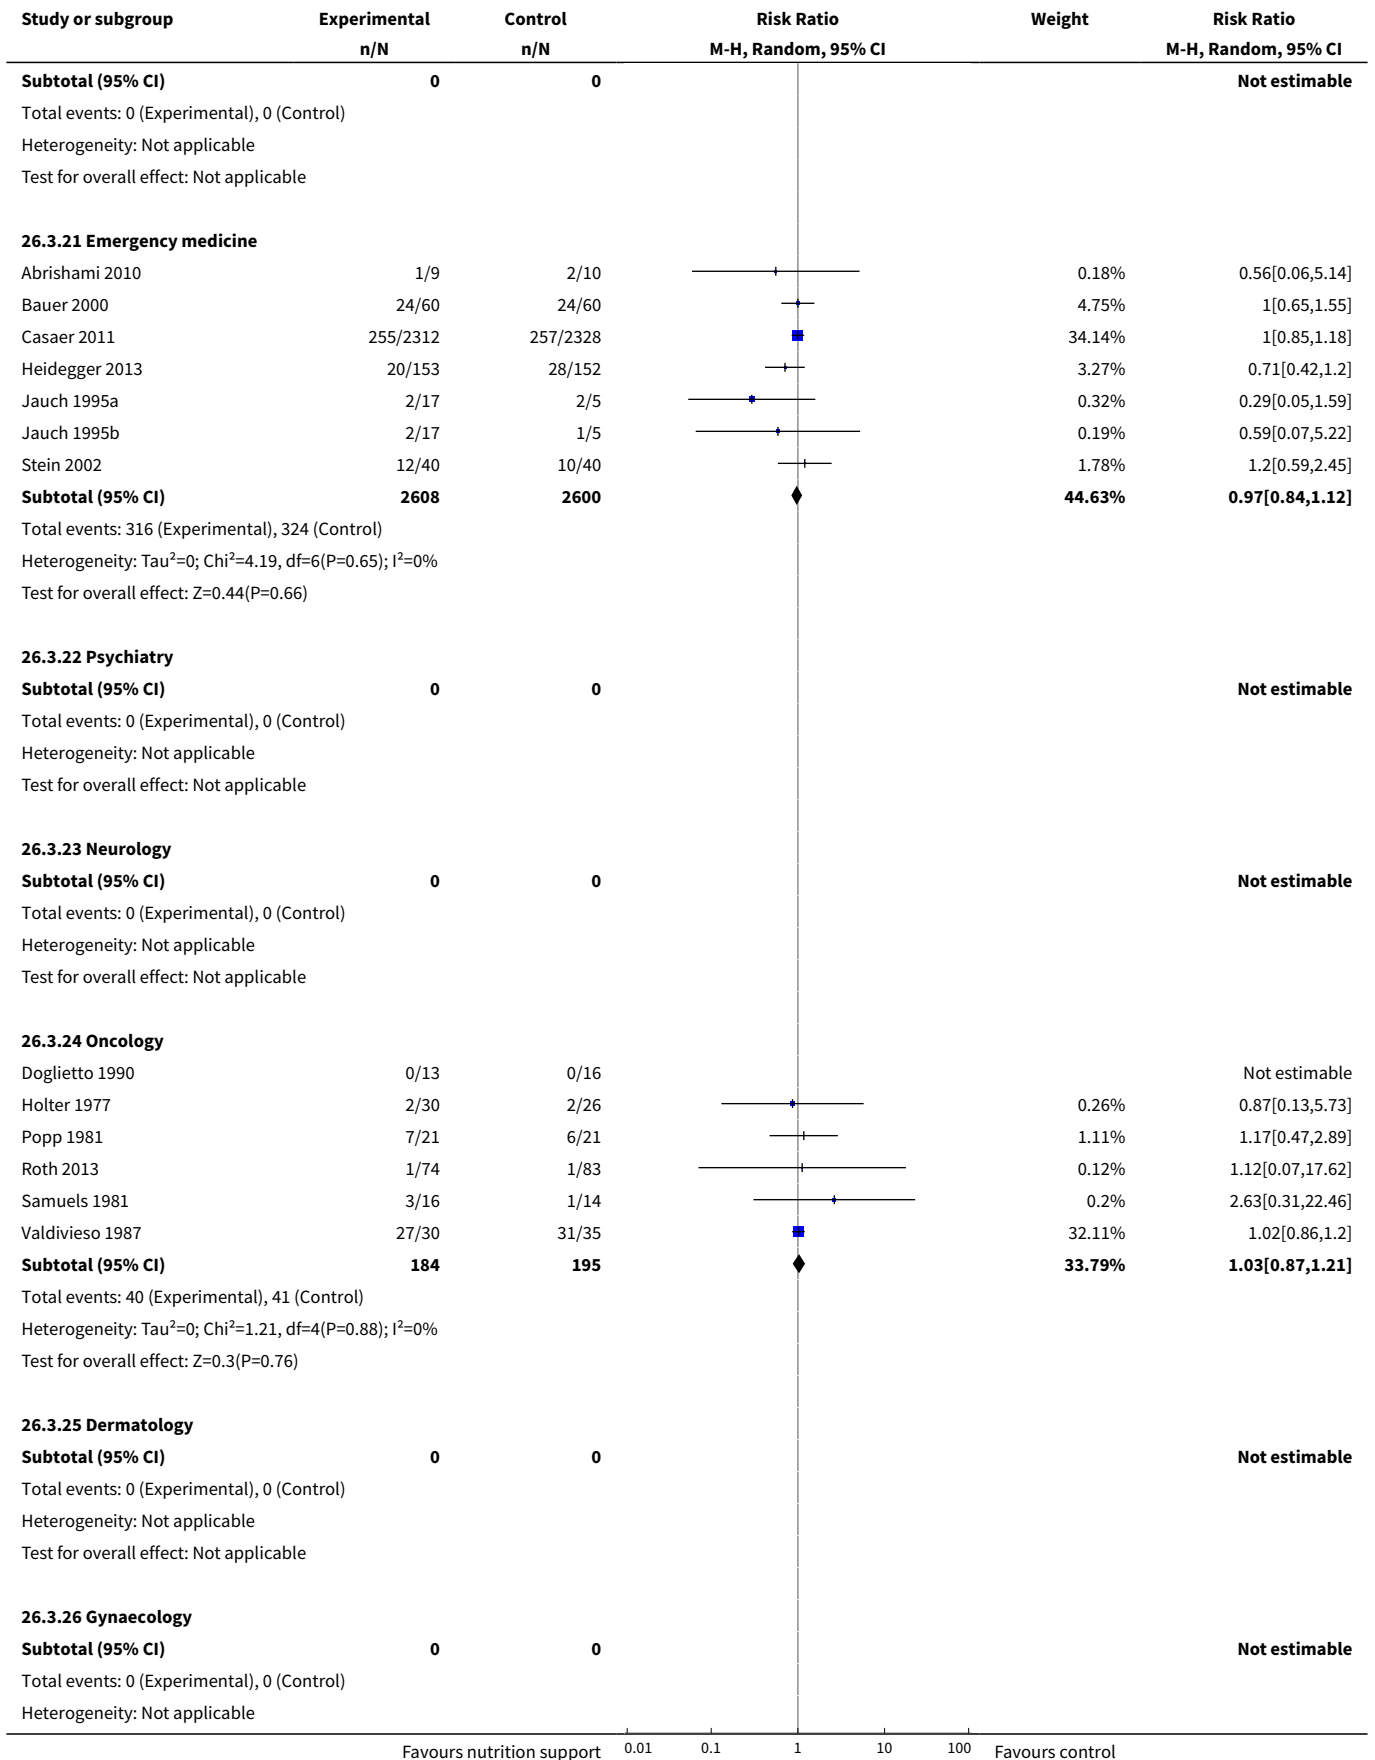 Study or subgroup Experimental Control Risk Ratio Weight Risk Ratio
n/N n/N M-H, Random, 95% CI M-H, Random, 95% CI
Subtotal (95% CI) 0 0 Not estimable
Total events: 0 (Experimental), 0 (Control)
Heterogeneity: Not applicable
Test for overall effect: Not applicable
26.3.21 Emergency medicine
Abrishami 2010 1/9 2/10 0.18% 0.56[0.06,5.14]
Bauer 2000 24/60 24/60 4.75% 1[0.65,1.55]
Casaer 2011 255/2312 257/2328 34.14% 1[0.85,1.18]
Heidegger 2013 20/153 28/152 3.27% 0.71[0.42,1.2]
Jauch 1995a 2/17 2/5 0.32% 0.29[0.05,1.59]
Jauch 1995b 2/17 1/5 0.19% 0.59[0.07,5.22]
Stein 2002 12/40 10/40 1.78% 1.2[0.59,2.45]
Subtotal (95% CI) 2608 2600 44.63% 0.97[0.84,1.12]
Total events: 316 (Experimental), 324 (Control)
Heterogeneity: Tau²=0; Chi²=4.19, df=6(P=0.65); I²=0%
Test for overall effect: Z=0.44(P=0.66)
26.3.22 Psychiatry
Subtotal (95% CI) 0 0 Not estimable
Total events: 0 (Experimental), 0 (Control)
Heterogeneity: Not applicable
Test for overall effect: Not applicable
26.3.23 Neurology
Subtotal (95% CI) 0 0 Not estimable
Total events: 0 (Experimental), 0 (Control)
Heterogeneity: Not applicable
Test for overall effect: Not applicable
26.3.24 Oncology
Doglietto 1990 0/13 0/16 Not estimable
Holter 1977 2/30 2/26 0.26% 0.87[0.13,5.73]
Popp 1981 7/21 6/21 1.11% 1.17[0.47,2.89]
Roth 2013 1/74 1/83 0.12% 1.12[0.07,17.62]
Samuels 1981 3/16 1/14 0.2% 2.63[0.31,22.46]
Valdivieso 1987 27/30 31/35 32.11% 1.02[0.86,1.2]
Subtotal (95% CI) 184 195 33.79% 1.03[0.87,1.21]
Total events: 40 (Experimental), 41 (Control)
Heterogeneity: Tau²=0; Chi²=1.21, df=4(P=0.88); I²=0%
Test for overall effect: Z=0.3(P=0.76)
26.3.25 Dermatology
Subtotal (95% CI) 0 0 Not estimable
Total events: 0 (Experimental), 0 (Control)
Heterogeneity: Not applicable
Test for overall effect: Not applicable
26.3.26 Gynaecology
Subtotal (95% CI) 0 0 Not estimable
Total events: 0 (Experimental), 0 (Control)
Heterogeneity: Not applicable
Favours nutrition support 0.01 0.1 1 10 100 Favours control